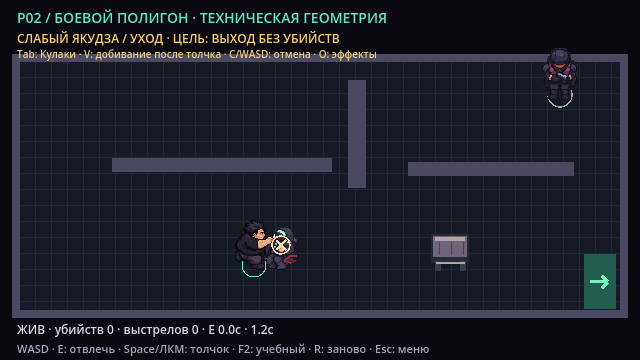 P02 / БОЕВОЙ ПОЛИГОН · ТЕХНИЧЕСКАЯ ГЕОМЕТРИЯ
СЛАБЫЙ ЯКУДЗА / УХОД · ЦЕЛЬ: ВЫХОД БЕЗ УБИЙСТВ
Tab: Кулаки · V: добивание после толчка · C/WASD: отмена · O: эффекты
ЖИВ · убийств 0 · выстрелов 0 · E 0.0с · 1.2с
WASD · E: отвлечь · Space/ЛКМ: толчок · F2: учебный · R: заново · Esc: меню